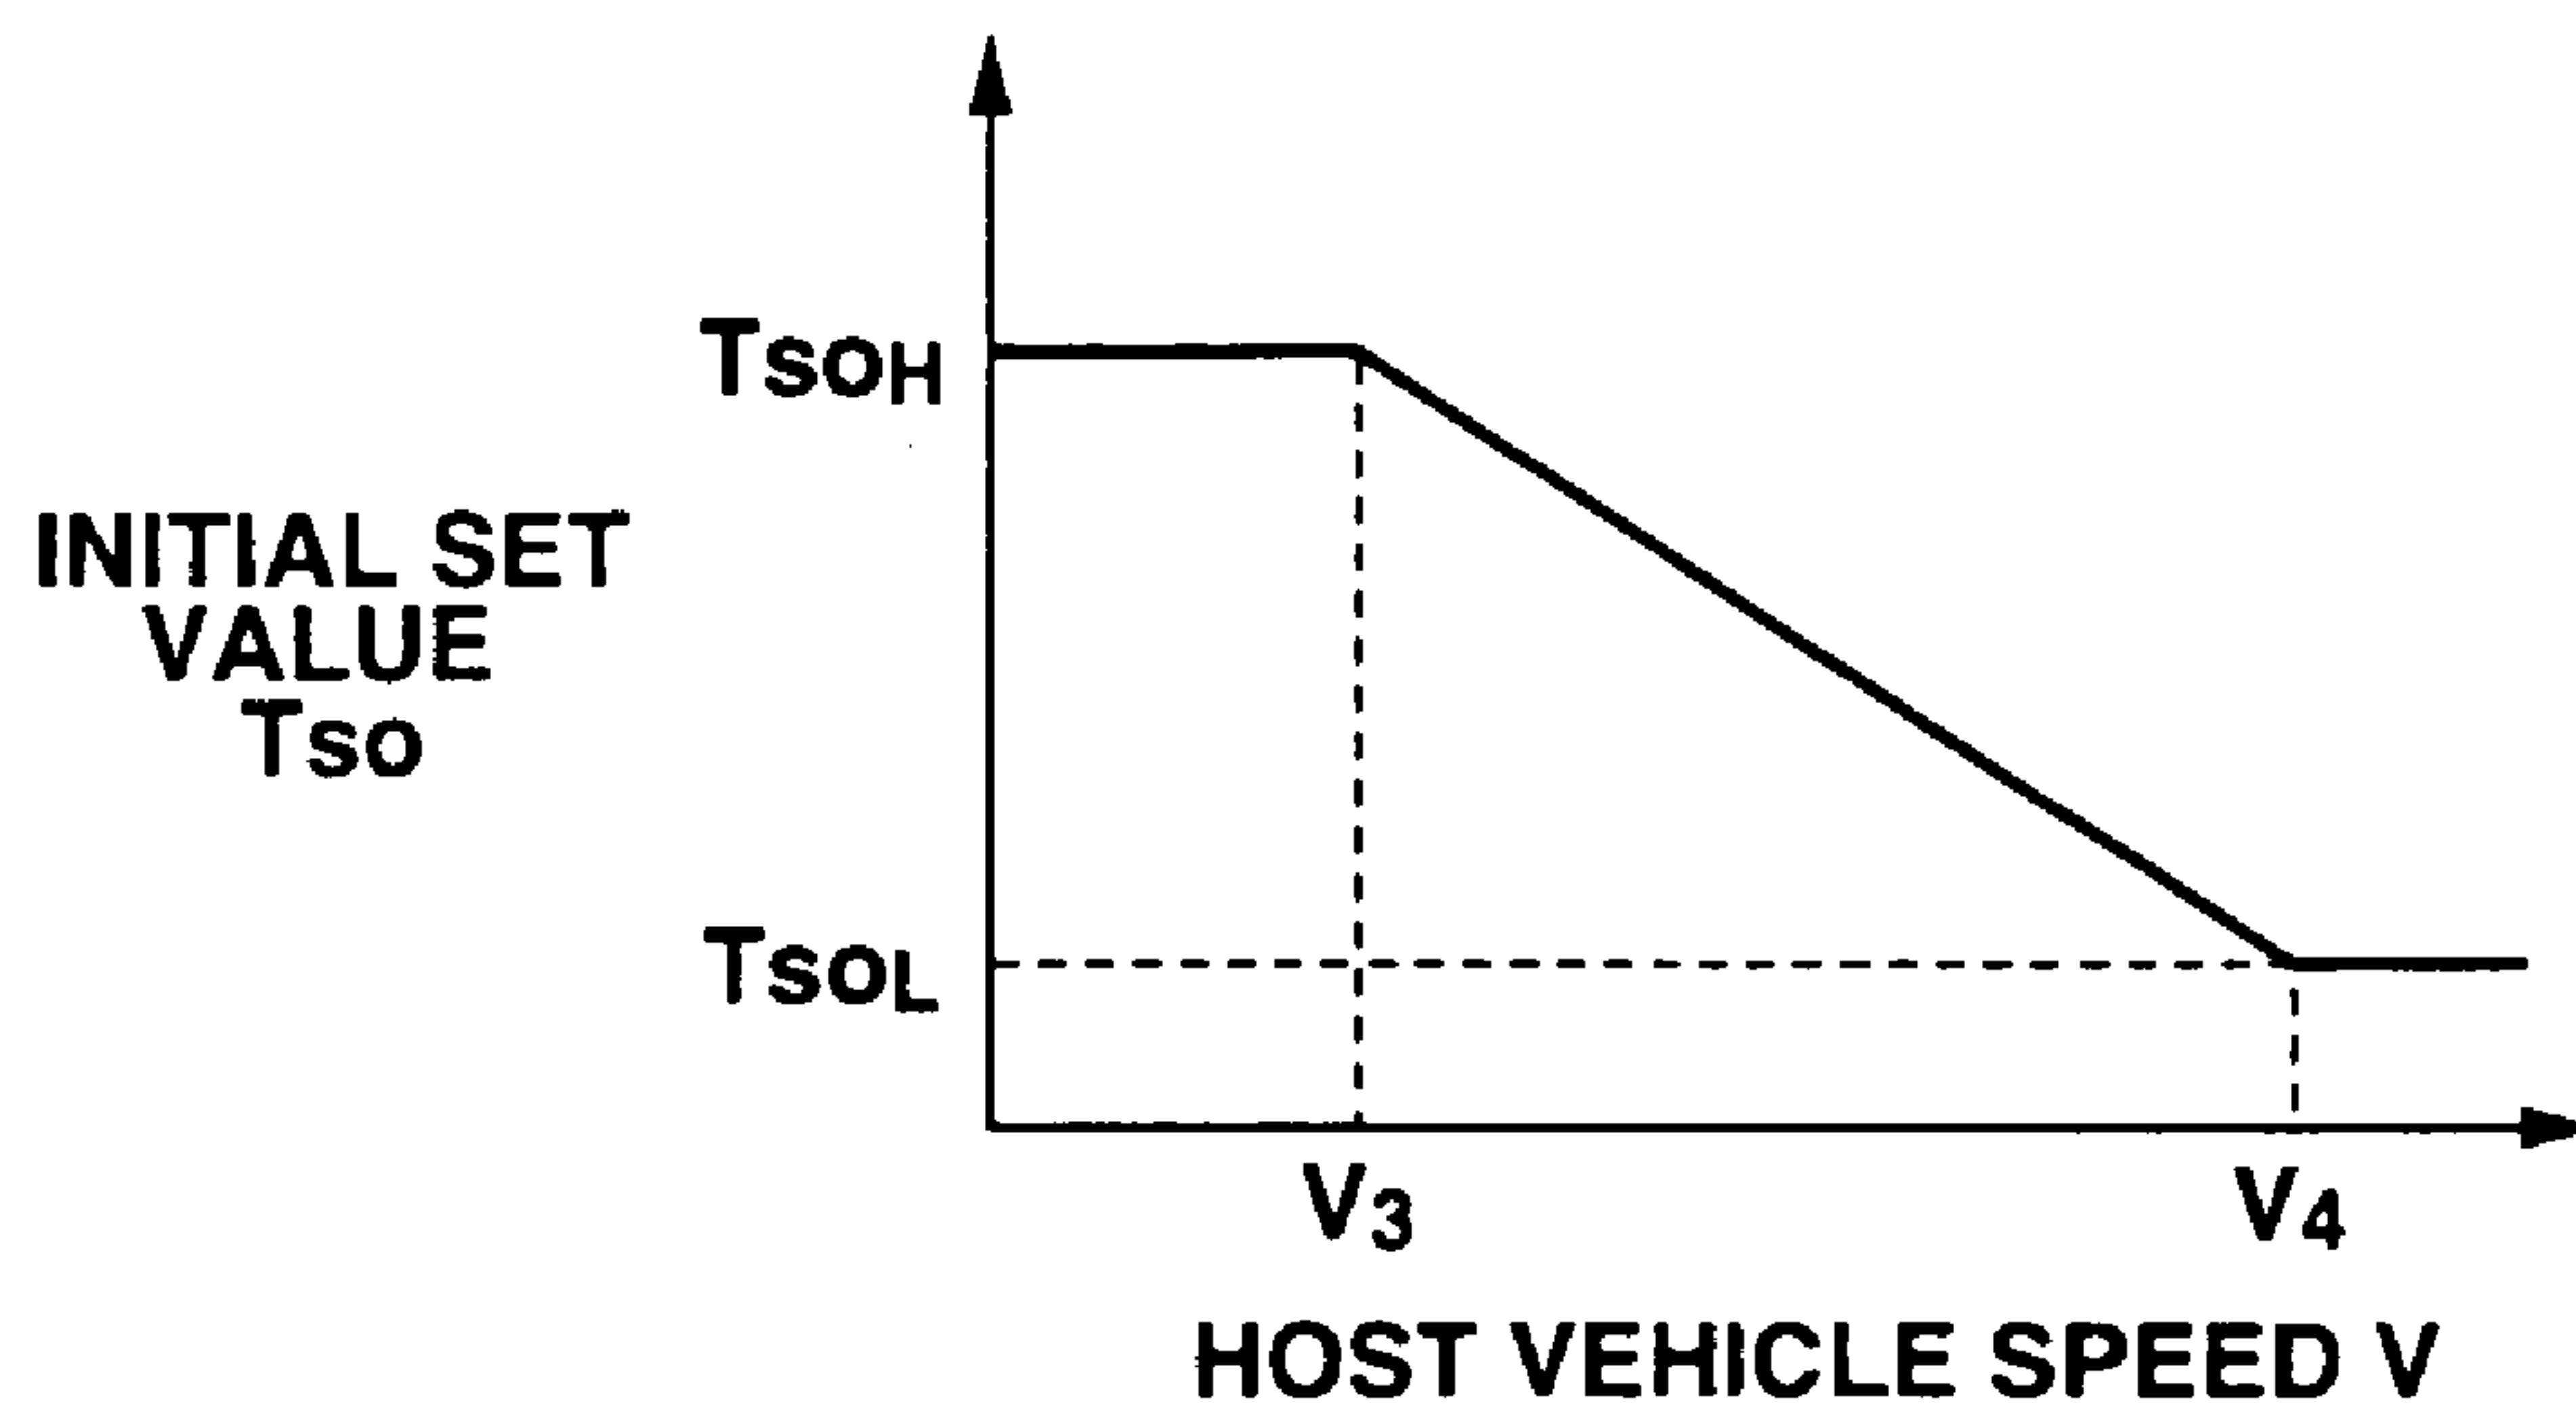 TSOH
INITIAL SET
VALUE
TSO
TSOL
V3
V4
HOST VEHICLE SPEED V